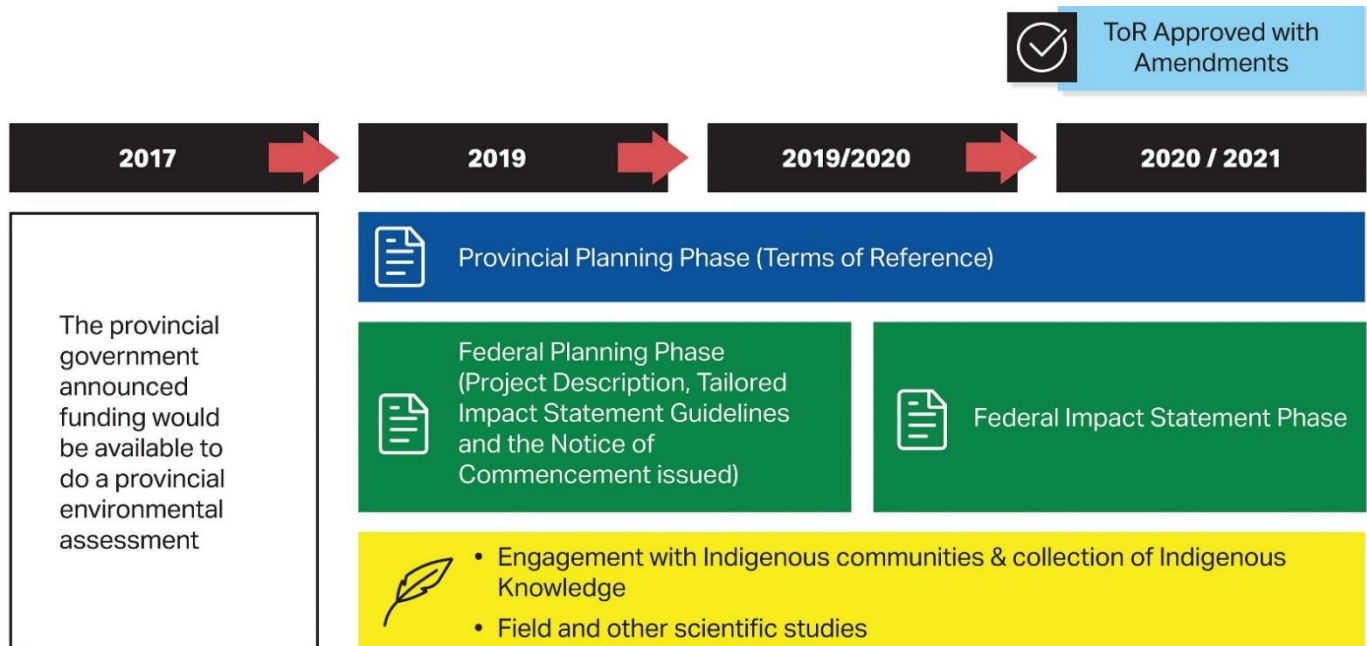 ToR Approved with
Amendments
2017
2019
2019/2020
2020 / 2021
The provincial
government
announced
funding would
be available to
do a provincial
environmental
assessment
Provincial Planning Phase (Terms of Reference)
Federal Planning Phase
(Project Description, Tailored
Impact Statement Guidelines
and the Notice of
Commencement issued)
Federal Impact Statement Phase
• Engagement with Indigenous communities & collection of Indigenous
Knowledge
• Field and other scientific studies